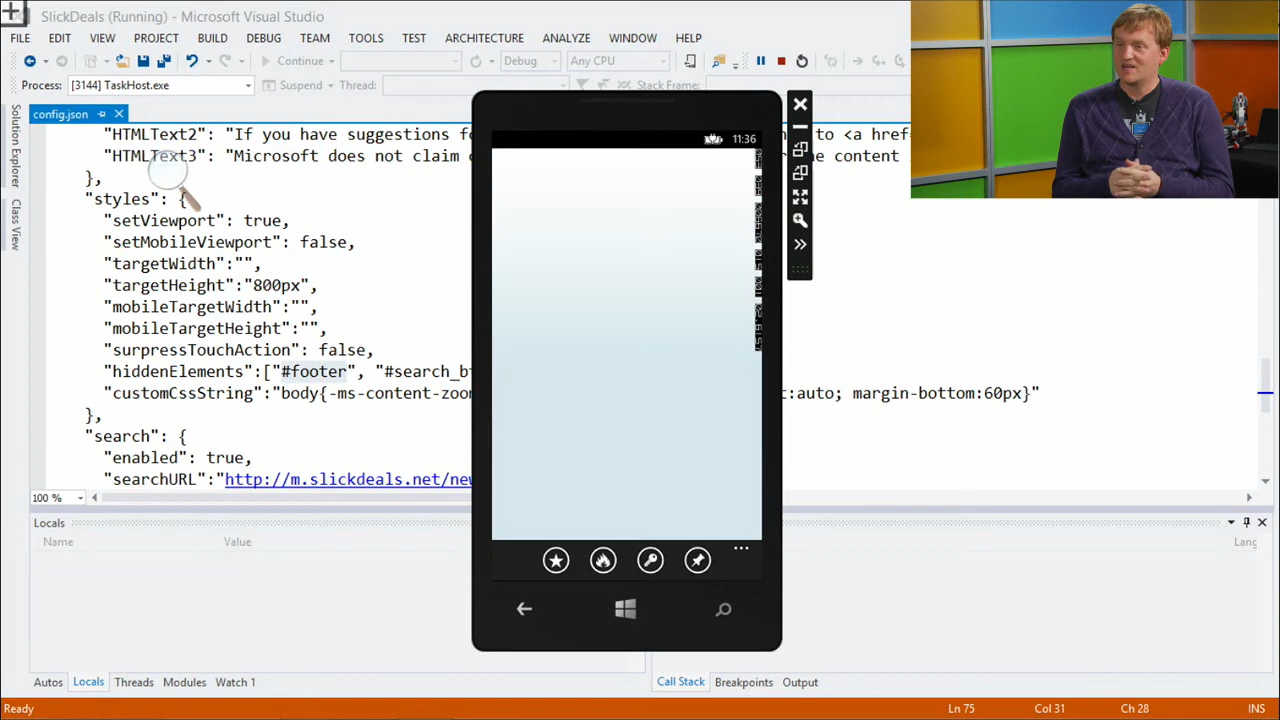 SlickDeals (Running) - Microsoft Visual Studio
FILE EDIT VIEW PROJECT BUILD DEBUG TEAM TOOLS TEST ARCHITECTURE ANALYZE WINDOW HELP
Continue Debug Any CPU
Process: [3144] TaskHost.exe Suspend Thread: Stack Frame:
config.json
Solution Explorer
Class View
"HTMLText2": "If you have suggestions to <a href=
"HTMLText3": "Microsoft does not claim the content
},
"styles": {
"setViewport": true,
"setMobileViewport": false,
"targetWidth":"",
"targetHeight":"800px",
"mobileTargetWidth":"",
"mobileTargetHeight":"",
"surpressTouchAction": false,
"hiddenElements":["#footer",
"customCssString":"body{-ms-content-zoo :auto; margin-bottom:60px}"
},
"search": {
"enabled": true,
"searchURL":"http://m.slickdeals.net/ne
11:36
100 %
Locals
Name Value Lang
Autos Locals Threads Modules Watch 1
Call Stack Breakpoints Output
Ready Ln 75 Col 31 Ch 28 INS